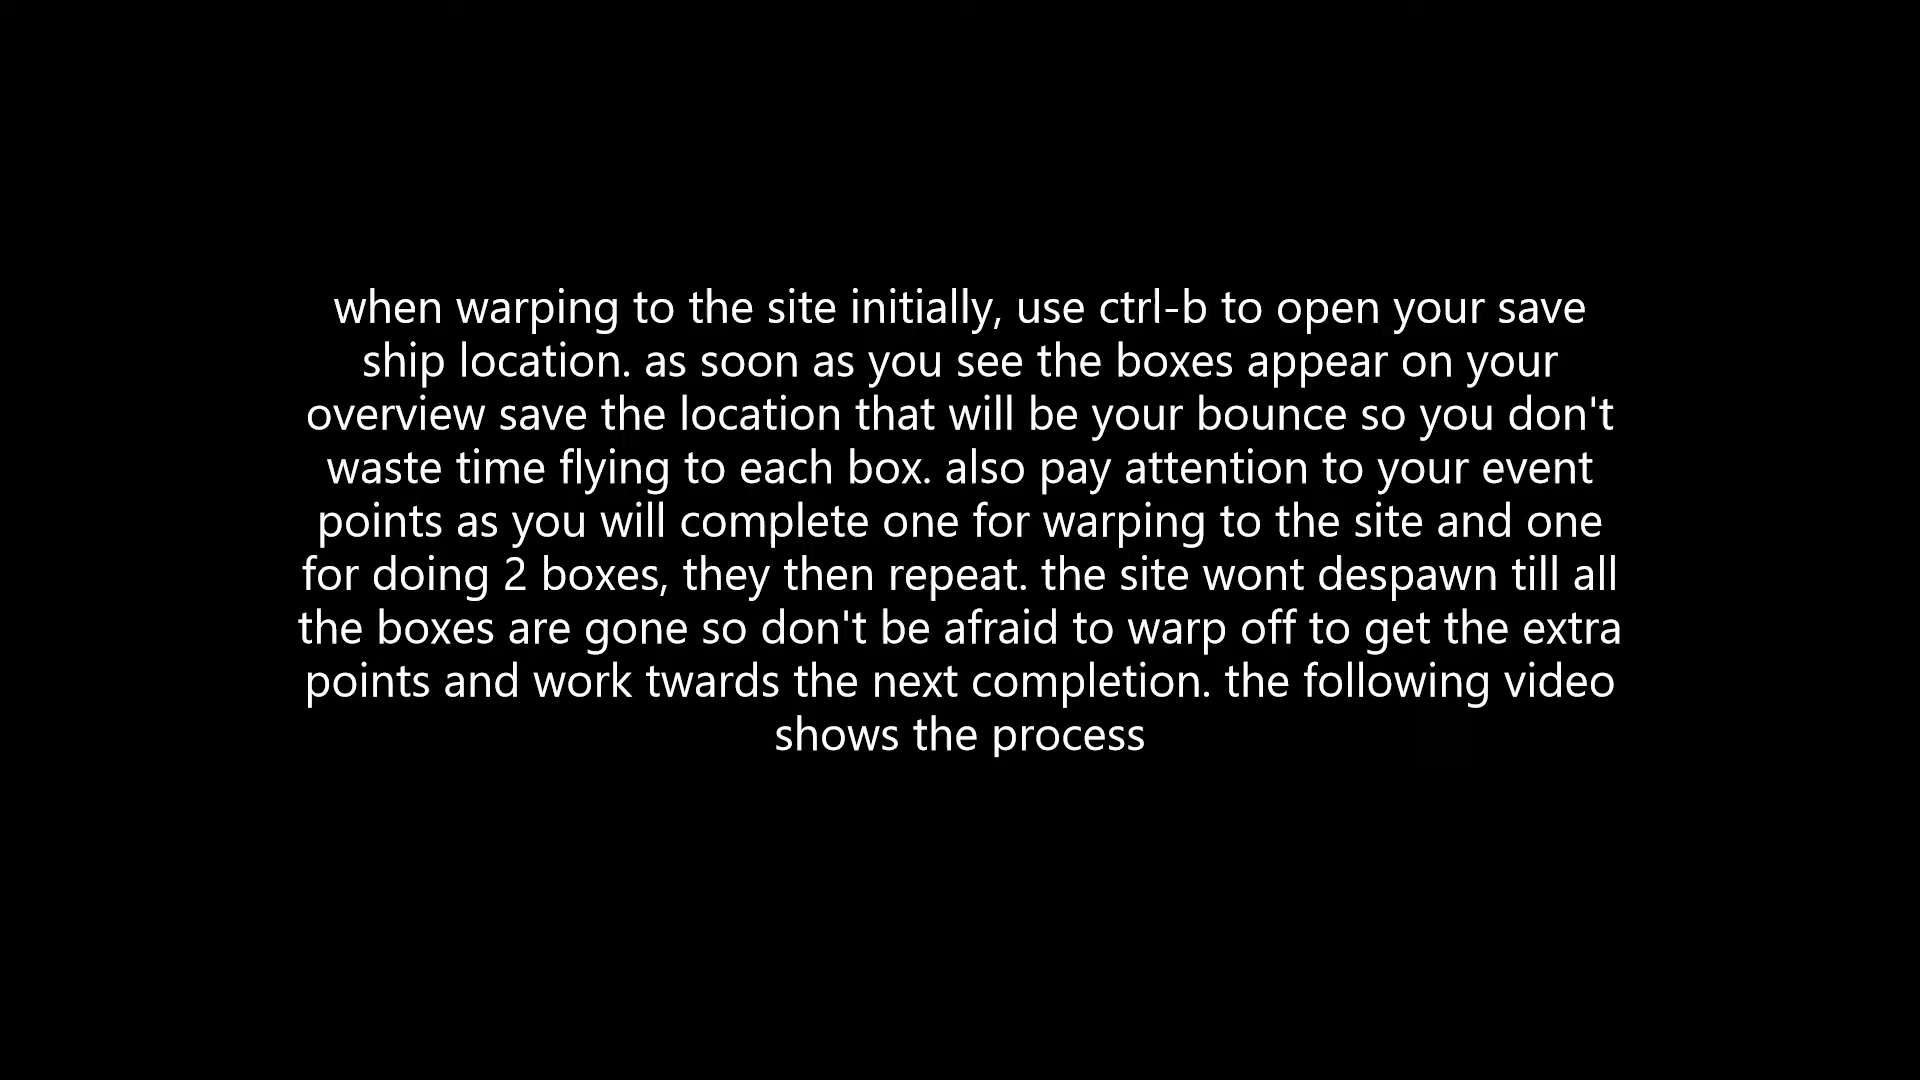 when warping to the site initially, use ctrl-b to open your save
ship location. as soon as you see the boxes appear on your
overview save the location that will be your bounce so you don't
waste time flying to each box. also pay attention to your event
points as you will complete one for warping to the site and one
for doing 2 boxes, they then repeat. the site wont despawn till all
the boxes are gone so don't be afraid to warp off to get the extra
points and work twards the next completion. the following video
shows the process